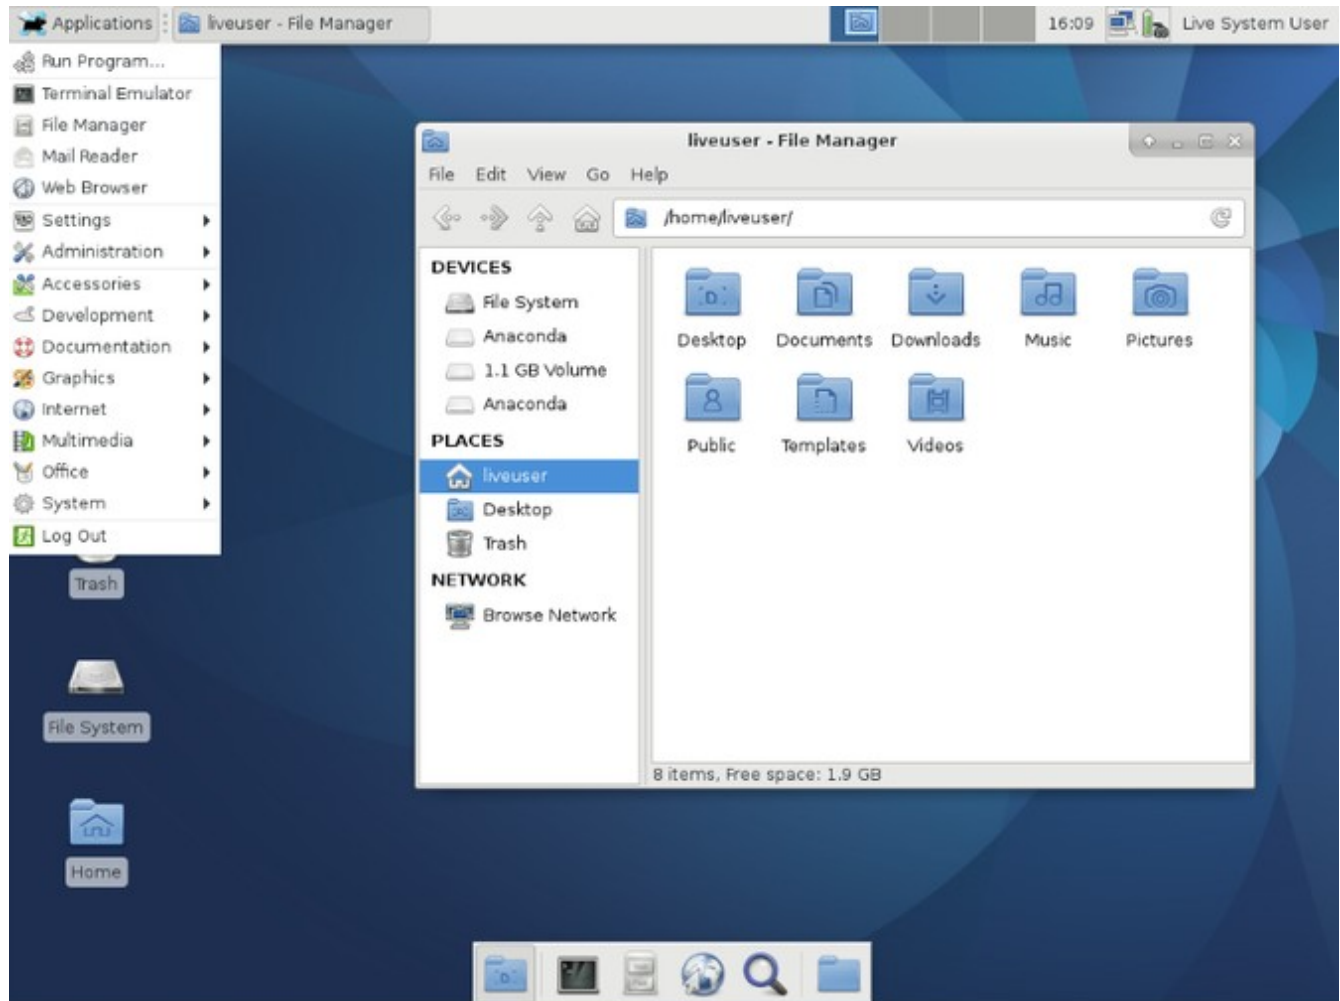 Applications
liveuser - File Manager
16:09
Live System User
Run Program...
Terminal Emulator
File Manager
Mail Reader
Web Browser
Settings
Administration
Accessories
Development
Documentation
Graphics
Internet
Multimedia
Office
System
Log Out
Trash
File System
Home
liveuser - File Manager
File Edit View Go Help
/home/liveuser/
DEVICES
File System
Anaconda
1.1 GB Volume
Anaconda
PLACES
liveuser
Desktop
Trash
NETWORK
Browse Network
Desktop Documents Downloads Music Pictures
Public Templates Videos
8 items, Free space: 1.9 GB